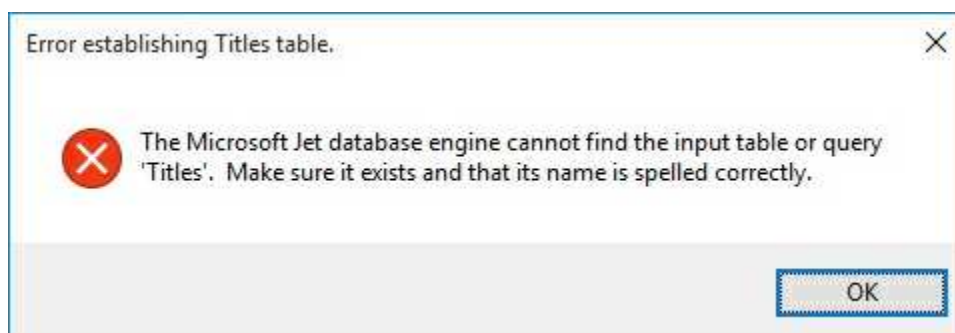 Error establishing Titles table.
The Microsoft Jet database engine cannot find the input table or query
'Titles'.  Make sure it exists and that its name is spelled correctly.
OK